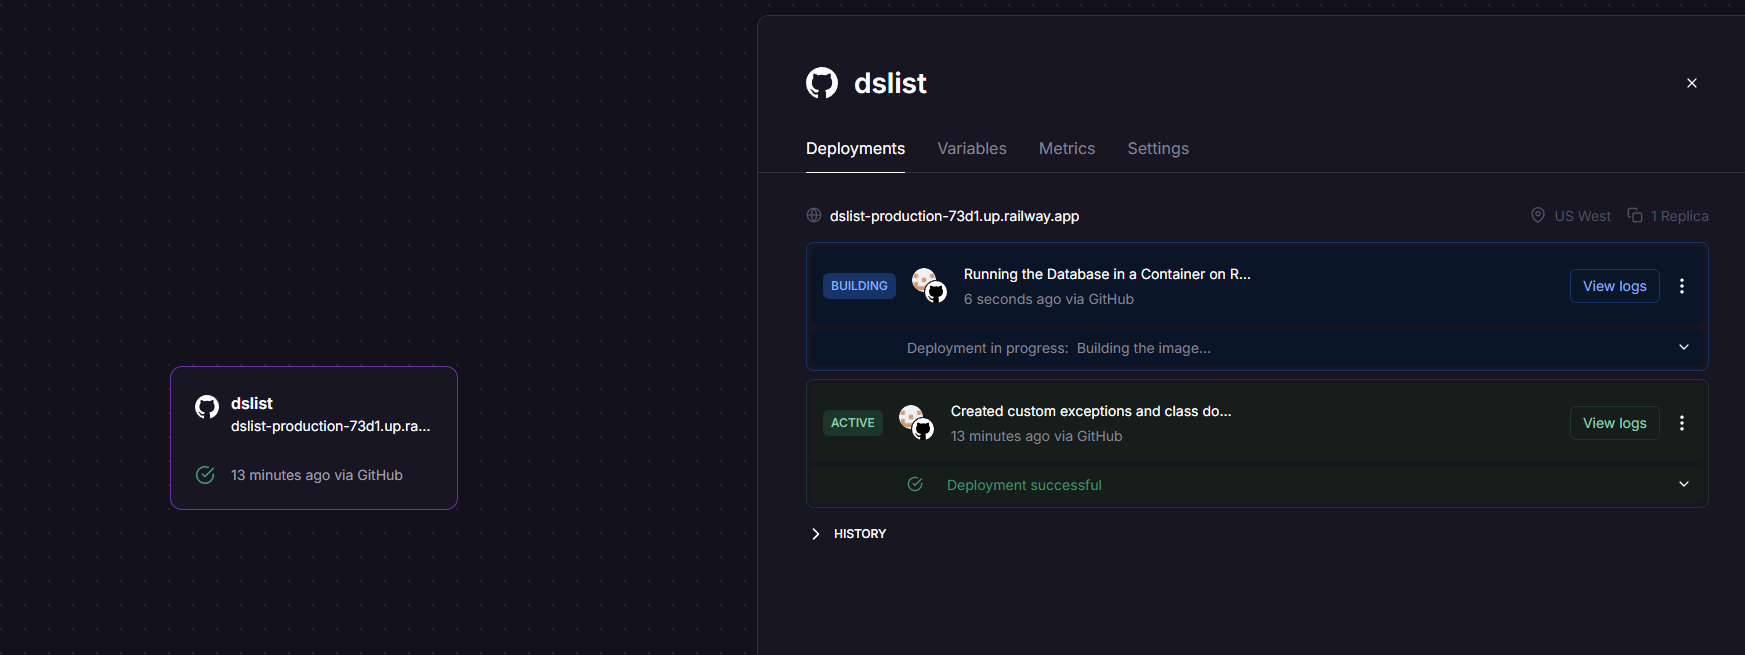 dslist
dslist-production-73d1.up.ra...
13 minutes ago via GitHub
dslist
Deployments Variables Metrics Settings
dslist-production-73d1.up.railway.app US West 1 Replica
BUILDING Running the Database in a Container on R... View logs
6 seconds ago via GitHub
Deployment in progress: Building the image...
ACTIVE Created custom exceptions and class do... View logs
13 minutes ago via GitHub
Deployment successful
HISTORY